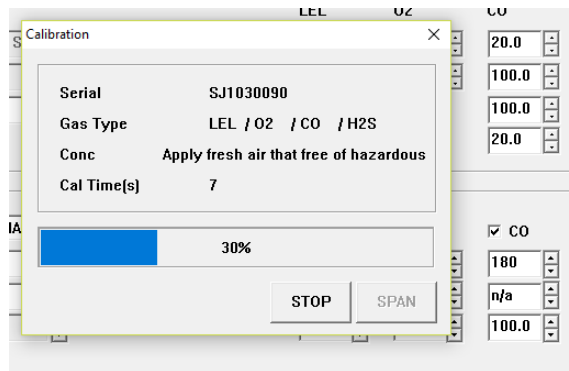 LEL O2 CO
Calibration
S
20.0
100.0
100.0
20.0
Serial SJ1030090
Gas Type LEL / O2 / CO / H2S
Conc Apply fresh air that free of hazardous
Cal Time(s) 7
IA
CO
30%
180
n/a
100.0
STOP SPAN